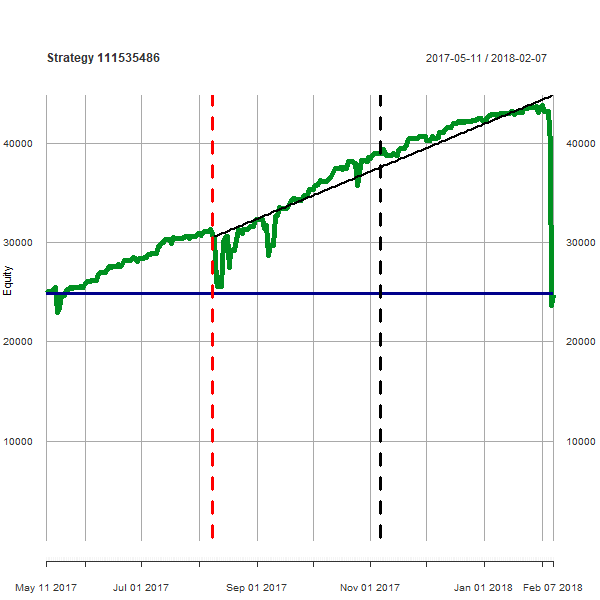 Strategy 111535486
2017-05-11 / 2018-02-07
40000 40000
30000 30000
Equity
20000 20000
10000 10000
May 11 2017 Jul 01 2017 Sep 01 2017 Nov 01 2017 Jan 01 2018 Feb 07 2018